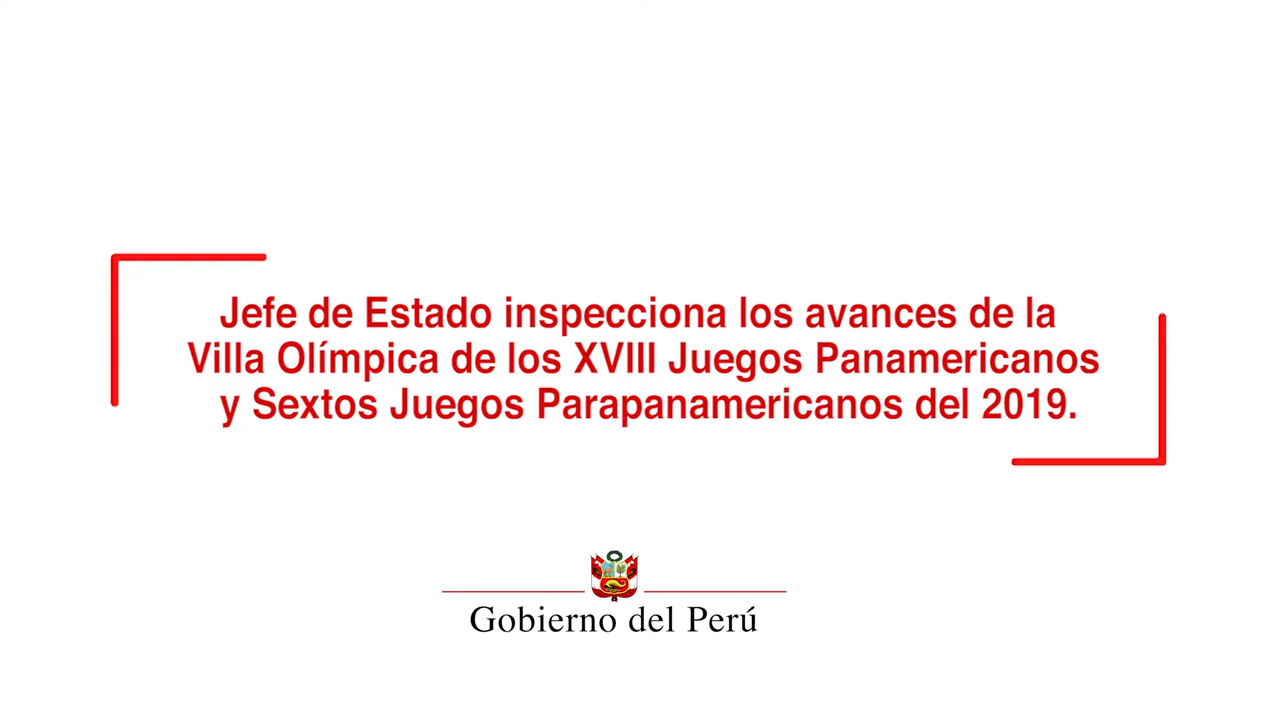 Jefe de Estado inspecciona los avances de la
Villa Olímpica de los XVIII Juegos Panamericanos
y Sextos Juegos Parapanamericanos del 2019.
Gobierno del Perú